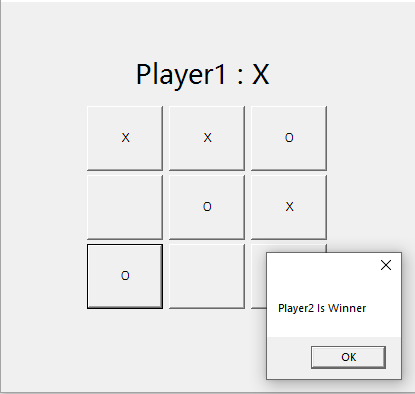 Player1 : X
X X O
O X
O
Player2 Is Winner
OK